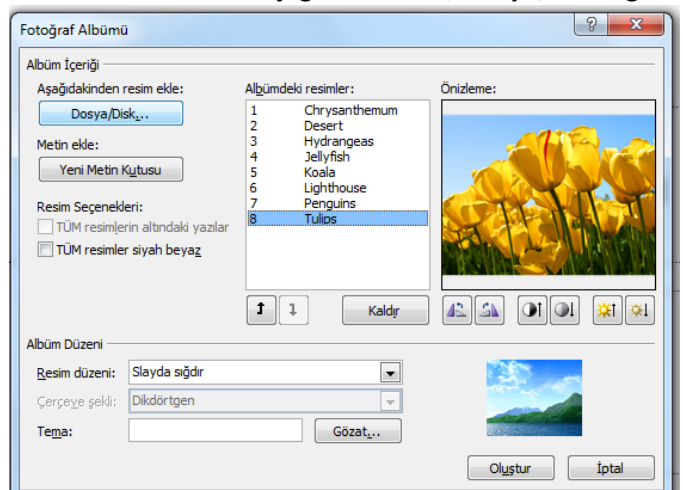 Fotoğraf Albümü
Albüm İçeriği
Aşağıdakinden resim ekle:
Dosya/Disk...
Metin ekle:
Yeni Metin Kutusu
Resim Seçenekleri:
TÜM resimlerin altındaki yazılar
TÜM resimler siyah beyaz
Albümdeki resimler:
1 Chrysanthemum
2 Desert
3 Hydrangeas
4 Jellyfish
5 Koala
6 Lighthouse
7 Penguins
8 Tulips
Kaldır
Önizleme:
Albüm Düzeni
Resim düzeni: Slayda sığdır
Çerçeve şekli: Dikdörtgen
Tema:
Gözat...
Oluştur
İptal